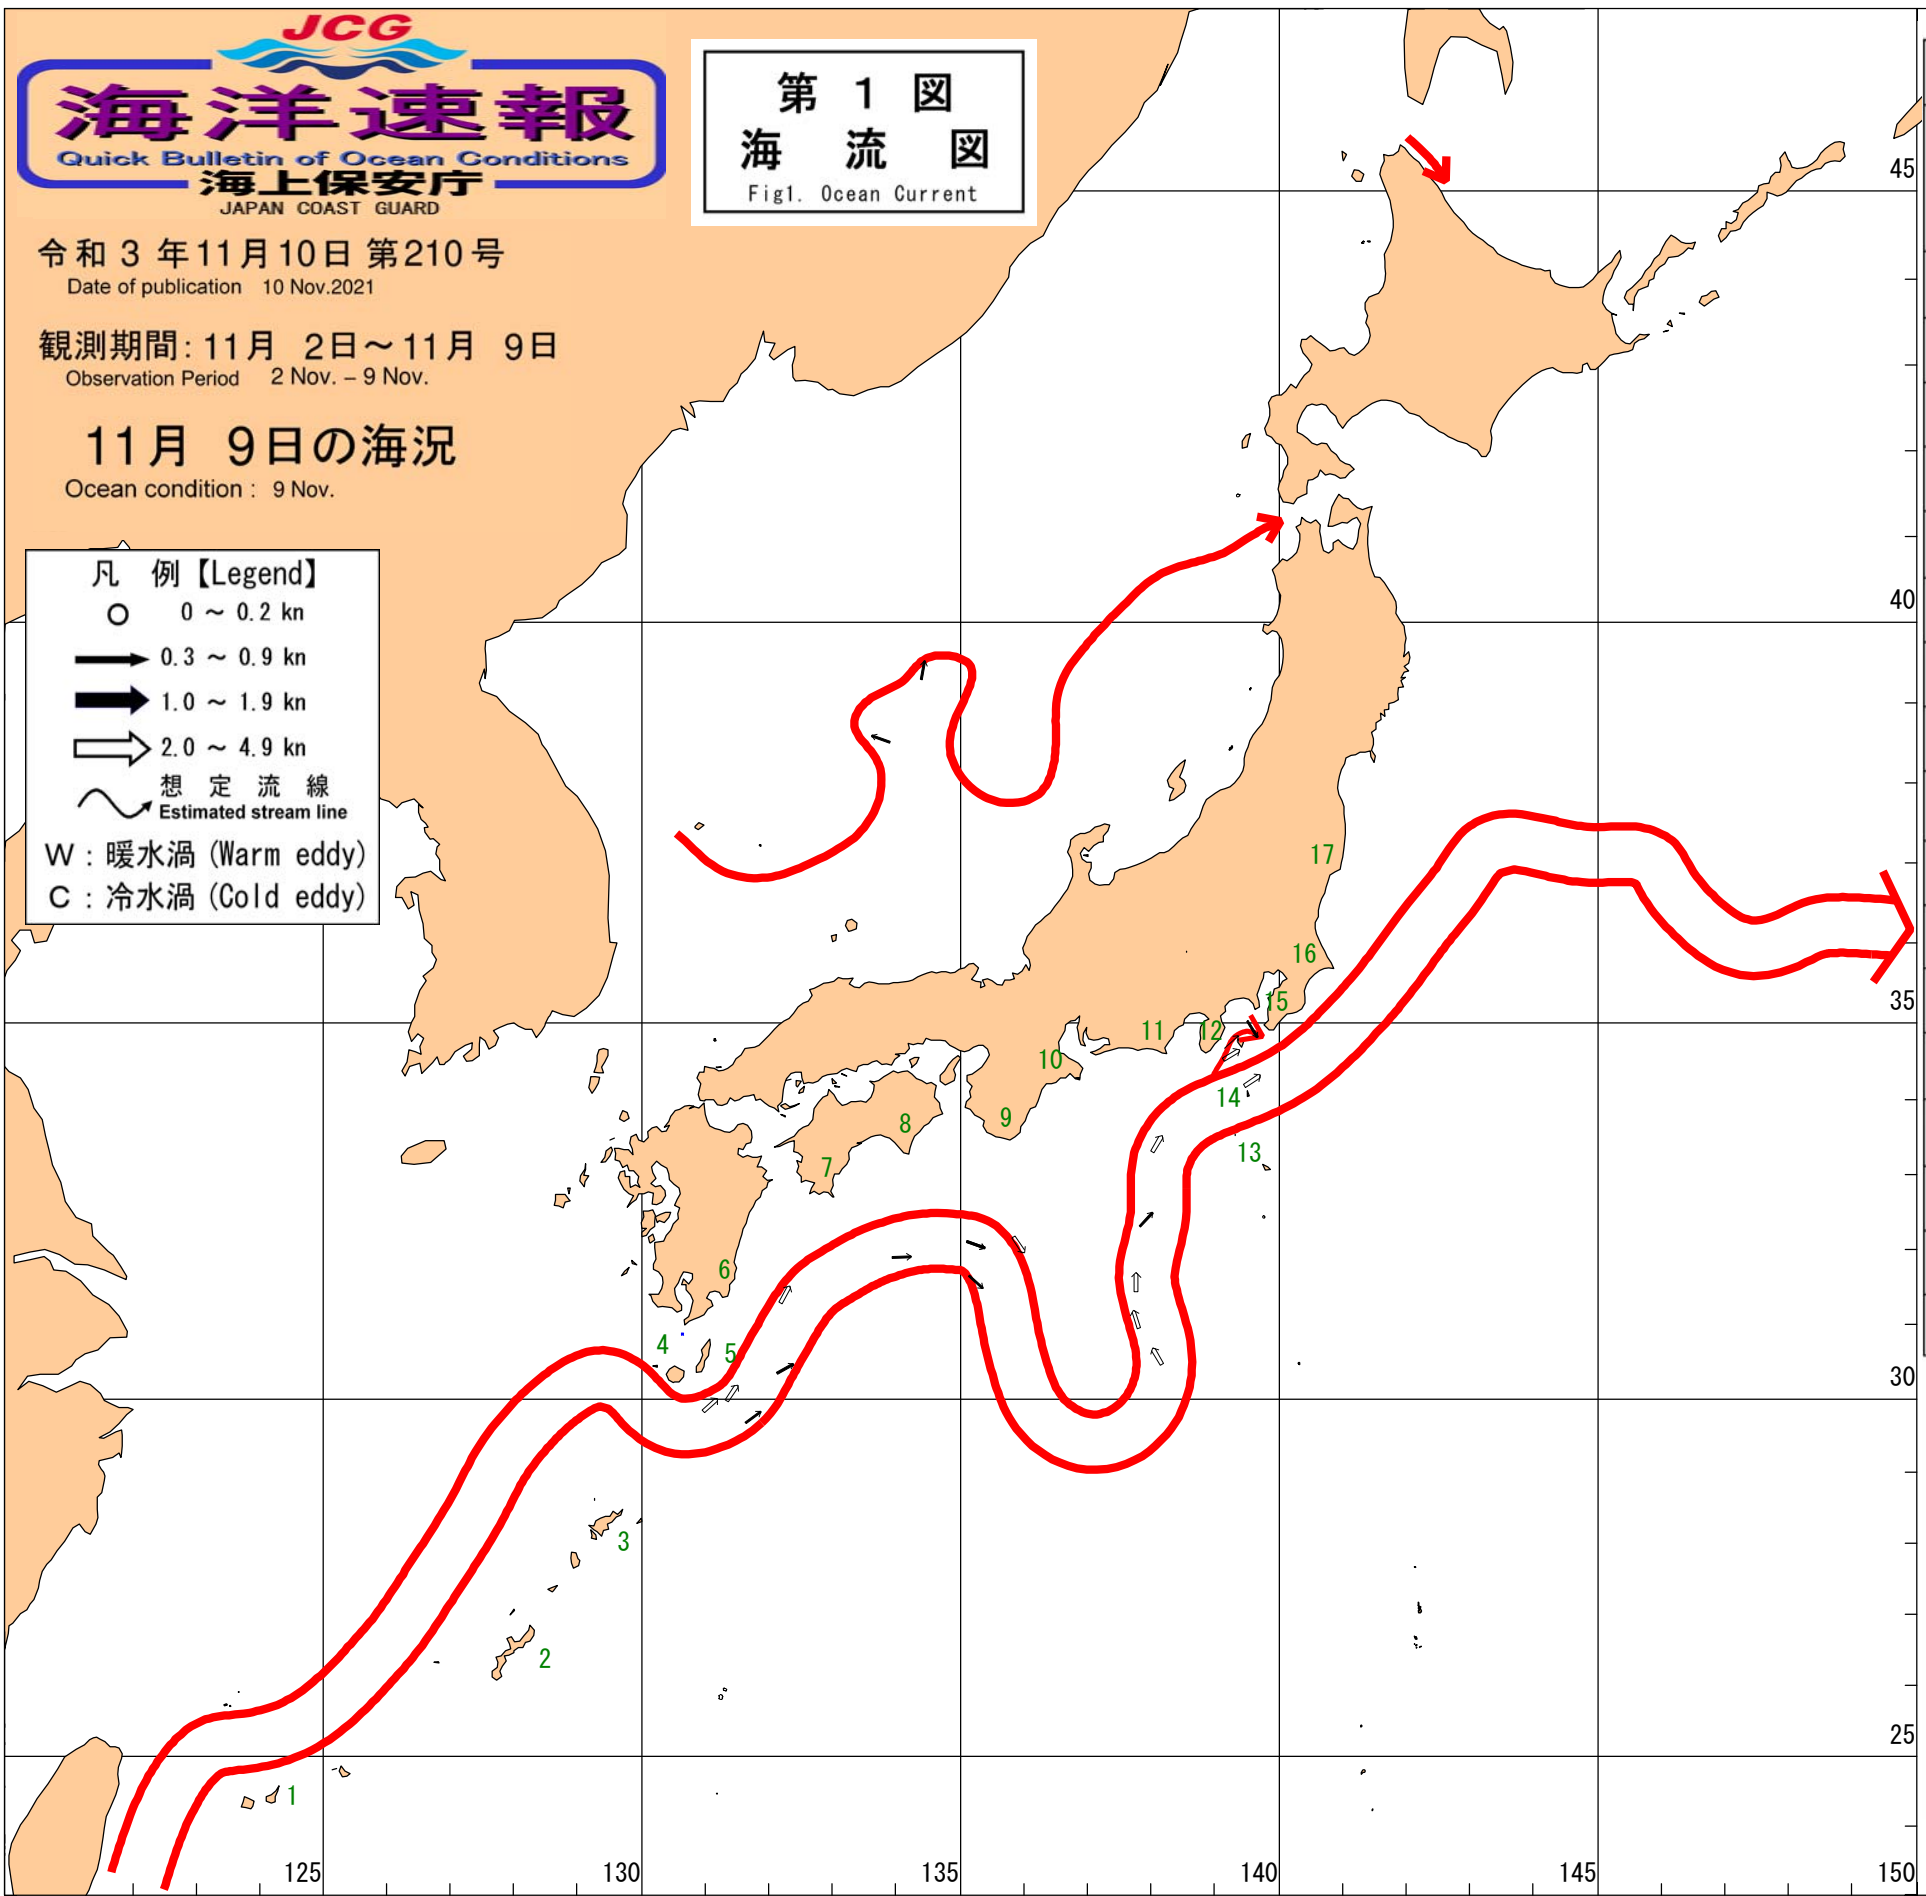 JCG
海洋速報
Quick Bulletin of Ocean Conditions
海上保安庁
JAPAN COAST GUARD
第 1 図
海 流 図
Fig1. Ocean Current
令和 3 年11月10日 第210号
Date of publication 10 Nov.2021
観測期間: 11月 2日～11月 9日
Observation Period 2 Nov. – 9 Nov.
11月 9日の海況
Ocean condition : 9 Nov.
凡 例【Legend】
0 ～ 0.2 kn
0.3 ～ 0.9 kn
1.0 ～ 1.9 kn
2.0 ～ 4.9 kn
想 定 流 線
Estimated stream line
W : 暖水渦 (Warm eddy)
C : 冷水渦 (Cold eddy)
45
40
17
16
35
15
12
11
10
14
9
8
13
7
6
4
5
30
3
2
25
1
125
130
135
140
145
150